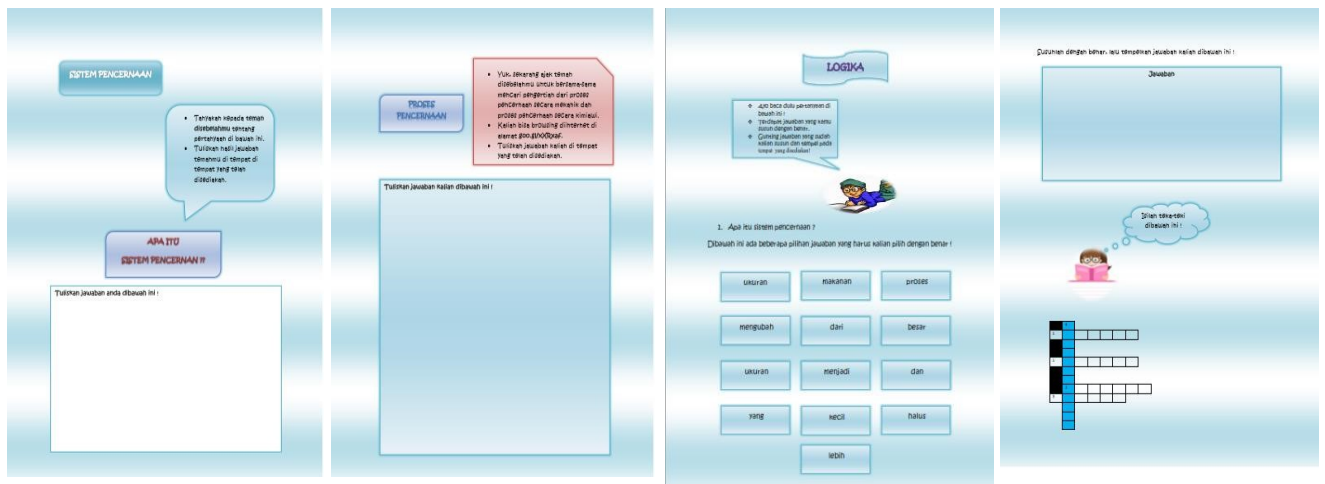 SISTEM PENCERNAAN
• Tanyakan kepada teman
disebelahmu tentang
pertanyaan di bawah ini.
• Tuliskan hasil jawaban
temanmu di tempat di
tempat yang telah
disediakan.
APA ITU
SISTEM PENCERNAN ??
Tuliskan jawaban anda dibawah ini !
PROSES
PENCERNAAN
• Yuk, sekarang ajak teman
disebelahmu untuk bersama-sama
mencari pengertian dari proses
pencernaan secara mekanik dan
proses pencernaan secara kimiawi.
• Kalian bisa browsing diinternet di
alamat
• Tuliskan jawaban kalian di tempat
yang telah disediakan.
Tuliskan jawaban kalian dibawah ini !
LOGIKA
❖ Ayo baca dulu pertanyaan di
bawah ini !
❖ jawaban yang kamu
susun dengan benar.
❖ Gunting jawaban yang sudah
kalian susun dan tempel pada
tempat yang disediakan!
1. Apa itu sistem pencernaan ?
Dibawah ini ada beberapa pilihan jawaban yang harus kalian pilih dengan benar !
ukuran makanan proses
mengubah dari besar
ukuran menjadi dan
yang kecil halus
lebih
Susunlah dengan benar, lalu tempelkan jawaban kalian dibawah ini !
Jawaban
Isilah teka-teki
dibawah ini !